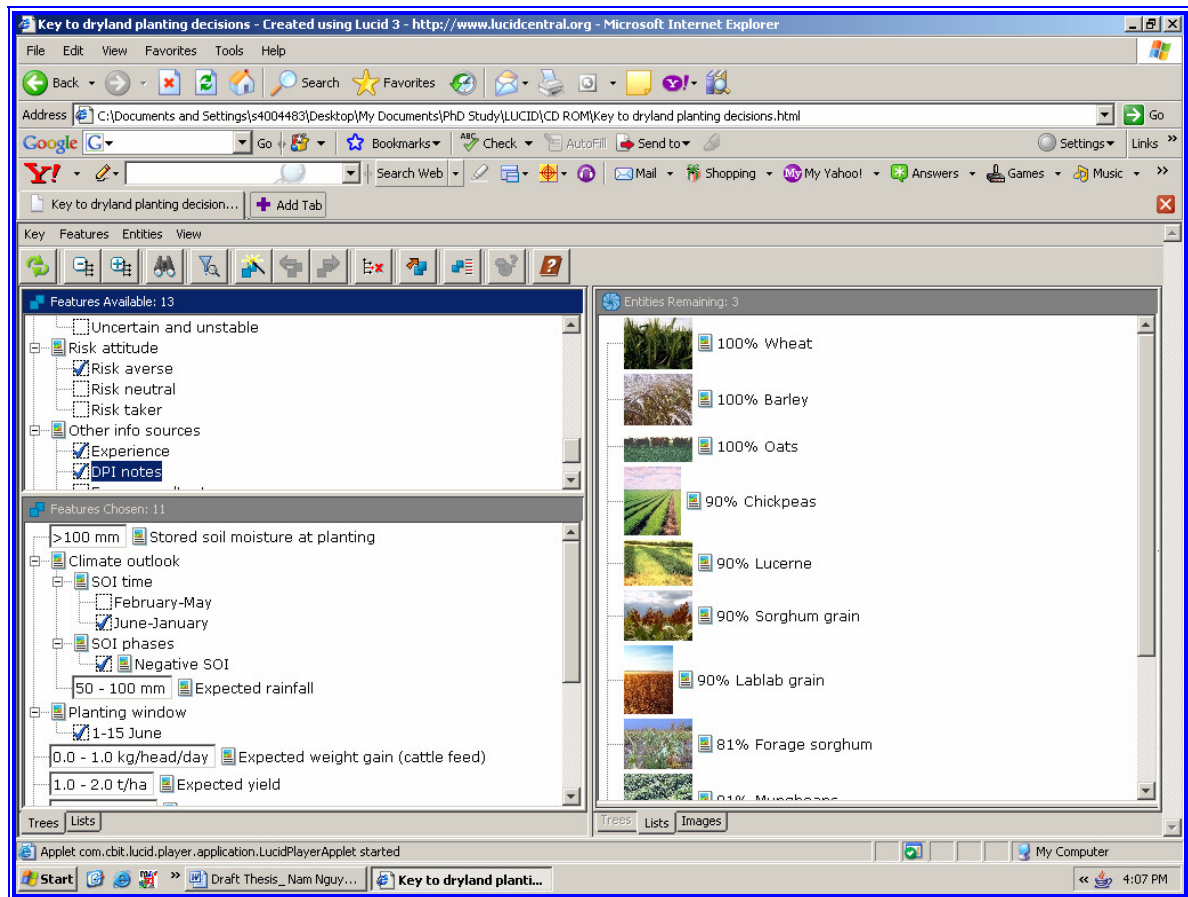 Key to dryland planting decisions - Created using Lucid 3 - http://www.lucidcentral.org - Microsoft Internet Explorer
File Edit View Favorites Tools Help
Back Search Favorites
Address C:\Documents and Settings\s4004483\Desktop\My Documents\PhD Study\LUCID\CD ROM\Key to dryland planting decisions.html Go
Google G Go Bookmarks ABC Check AutoFill Send to Settings Links »
Y! Search Web Mail Shopping My Yahoo! Answers Games Music »
Key to dryland planting decision... Add Tab
Key Features Entities View
Features Available: 13
Uncertain and unstable
Risk attitude
Risk averse
Risk neutral
Risk taker
Other info sources
Experience
DPI notes
Features Chosen: 11
>100 mm Stored soil moisture at planting
Climate outlook
SOI time
February-May
June-January
SOI phases
Negative SOI
50 - 100 mm Expected rainfall
Planting window
1-15 June
0.0 - 1.0 kg/head/day Expected weight gain (cattle feed)
1.0 - 2.0 t/ha Expected yield
Trees Lists
Entities Remaining: 3
100% Wheat
100% Barley
100% Oats
90% Chickpeas
90% Lucerne
90% Sorghum grain
90% Lablab grain
81% Forage sorghum
81% Mungbeans
Trees Lists Images
Applet com.cbit.lucid.player.application.LucidPlayerApplet started My Computer
Start » Draft Thesis_ Nam Nguy... Key to dryland planti... « 4:07 PM